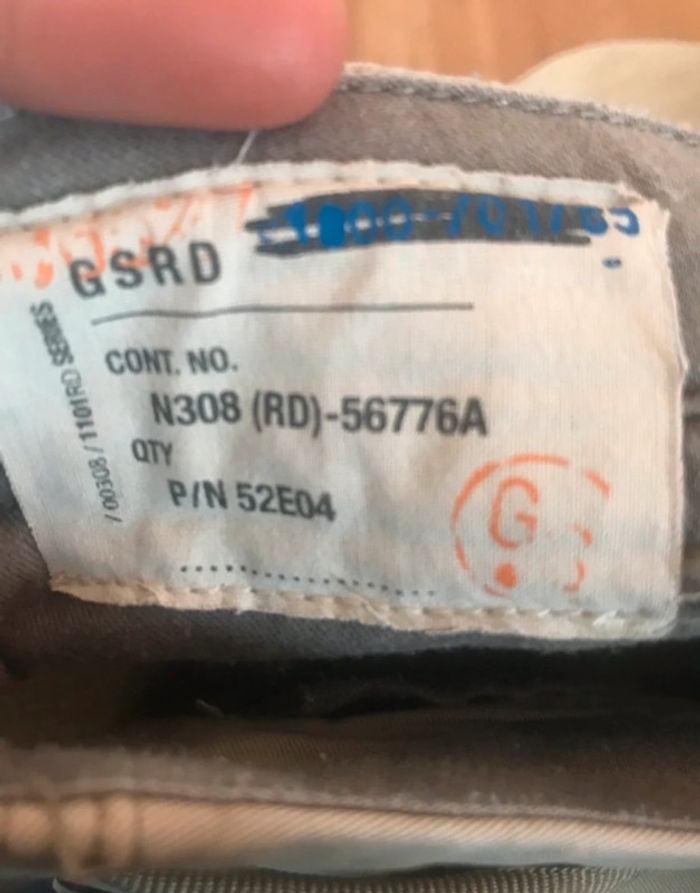 GSRD
CONT. NO.
N308 (RD)-56776A
QTY
P/N 52E04
/ 00308 / 1101RD SERIES
G